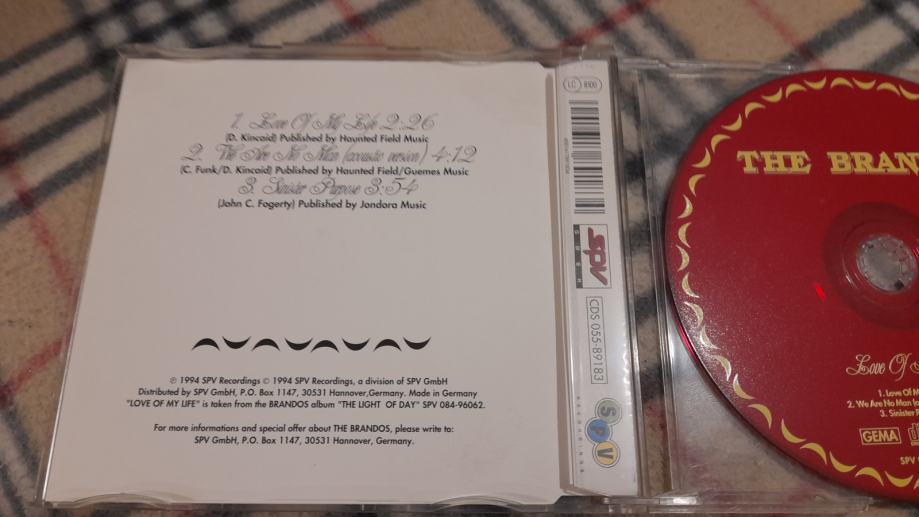 1. Love Of My Life 2:26
(D. Kincaid) Published by Haunted Field Music
2. We Are No Man (acoustic version) 4:12
(C. Funk/D. Kincaid) Published by Haunted Field/Guemes Music
3. Sinister Purpose 3:54
(John C. Fogerty) Published by Jondora Music
℗ 1994 SPV Recordings © 1994 SPV Recordings, a division of SPV GmbH
Distributed by SPV GmbH, P.O. Box 1147, 30531 Hannover,Germany. Made in Germany
"LOVE OF MY LIFE" is taken from the BRANDOS album "THE LIGHT OF DAY" SPV 084-96062.
For more informations and special offer about THE BRANDOS, please write to:
SPV GmbH, P.O. Box 1147, 30531 Hannover, Germany.
LC
spv
CDS 055-89183
SPV
RECORDINGS
THE BRAN
Love Of
1. Love Of M
2. We Are No Man
3. Sinister
GEMA
SPV